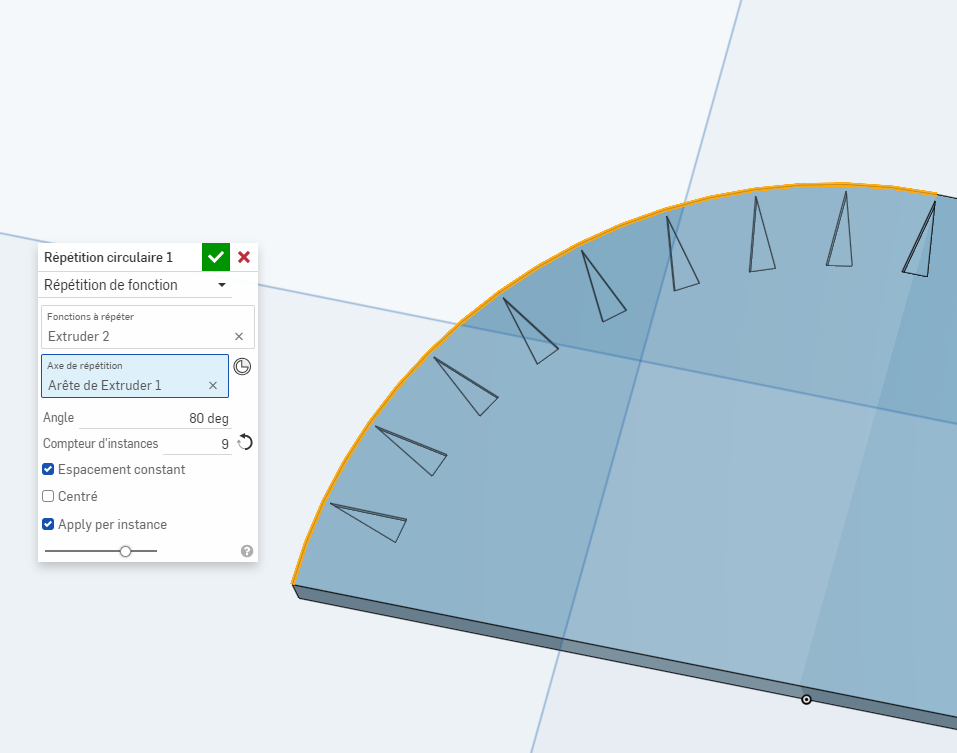 Répétition circulaire 1
Répétition de fonction
Fonctions à répéter
Extruder 2
Axe de répétition
Arête de Extruder 1
Angle 80 deg
Compteur d'instances 9
Espacement constant
Centré
Apply per instance
?